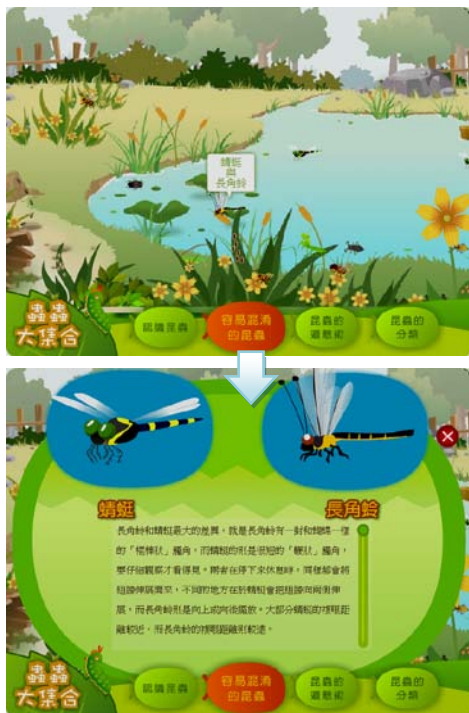 蜻蜓
與
長角蛉
蟲蟲
大集合
認識昆蟲
容易混淆
的昆蟲
昆蟲的
避敵術
昆蟲的
分類
蜻蜓
長角蛉
長角蛉和蜻蜓最大的差異，就是長角蛉有一對和蝴蝶一樣
的「棍棒狀」觸角，而蜻蜓的則是很短的「鞭狀」觸角，
要仔細觀察才看得見。兩者在停下來休息時，同樣都會將
翅膀伸展開來，不同的地方在於蜻蜓會把翅膀向兩側伸
展，而長角蛉則是向上或向後擺放。大部分蜻蜓的複眼距
離較近，而長角蛉的複眼距離則較遠。
蟲蟲
大集合
認識昆蟲
容易混淆
的昆蟲
昆蟲的
避敵術
昆蟲的
分類